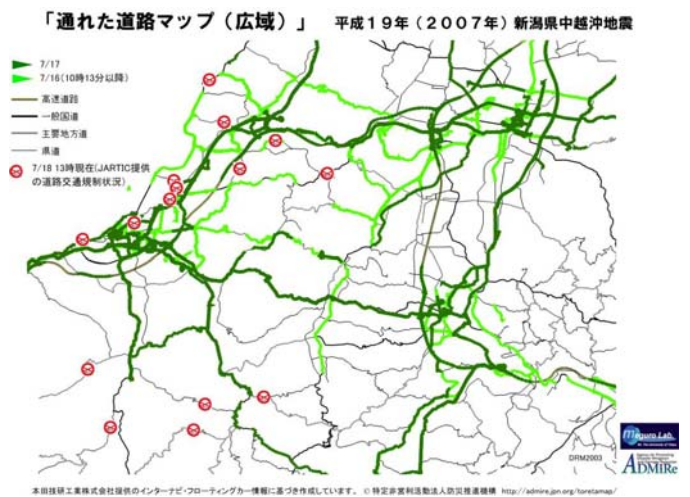 「通れた道路マップ（広域）」 平成19年（2007年）新潟県中越沖地震
7/17
7/16(10時13分以降)
高速道路
一般国道
主要地方道
県道
7/18 13時現在(JARTIC提供
の道路交通規制状況)
DRM2003
Meguro Lab.
ADMiRe
本田技研工業株式会社提供のインターナビ・フローティングカー情報に基づき作成しています。 © 特定非営利活動法人防災推進機構 http://admire.jpn.org/toretamap/